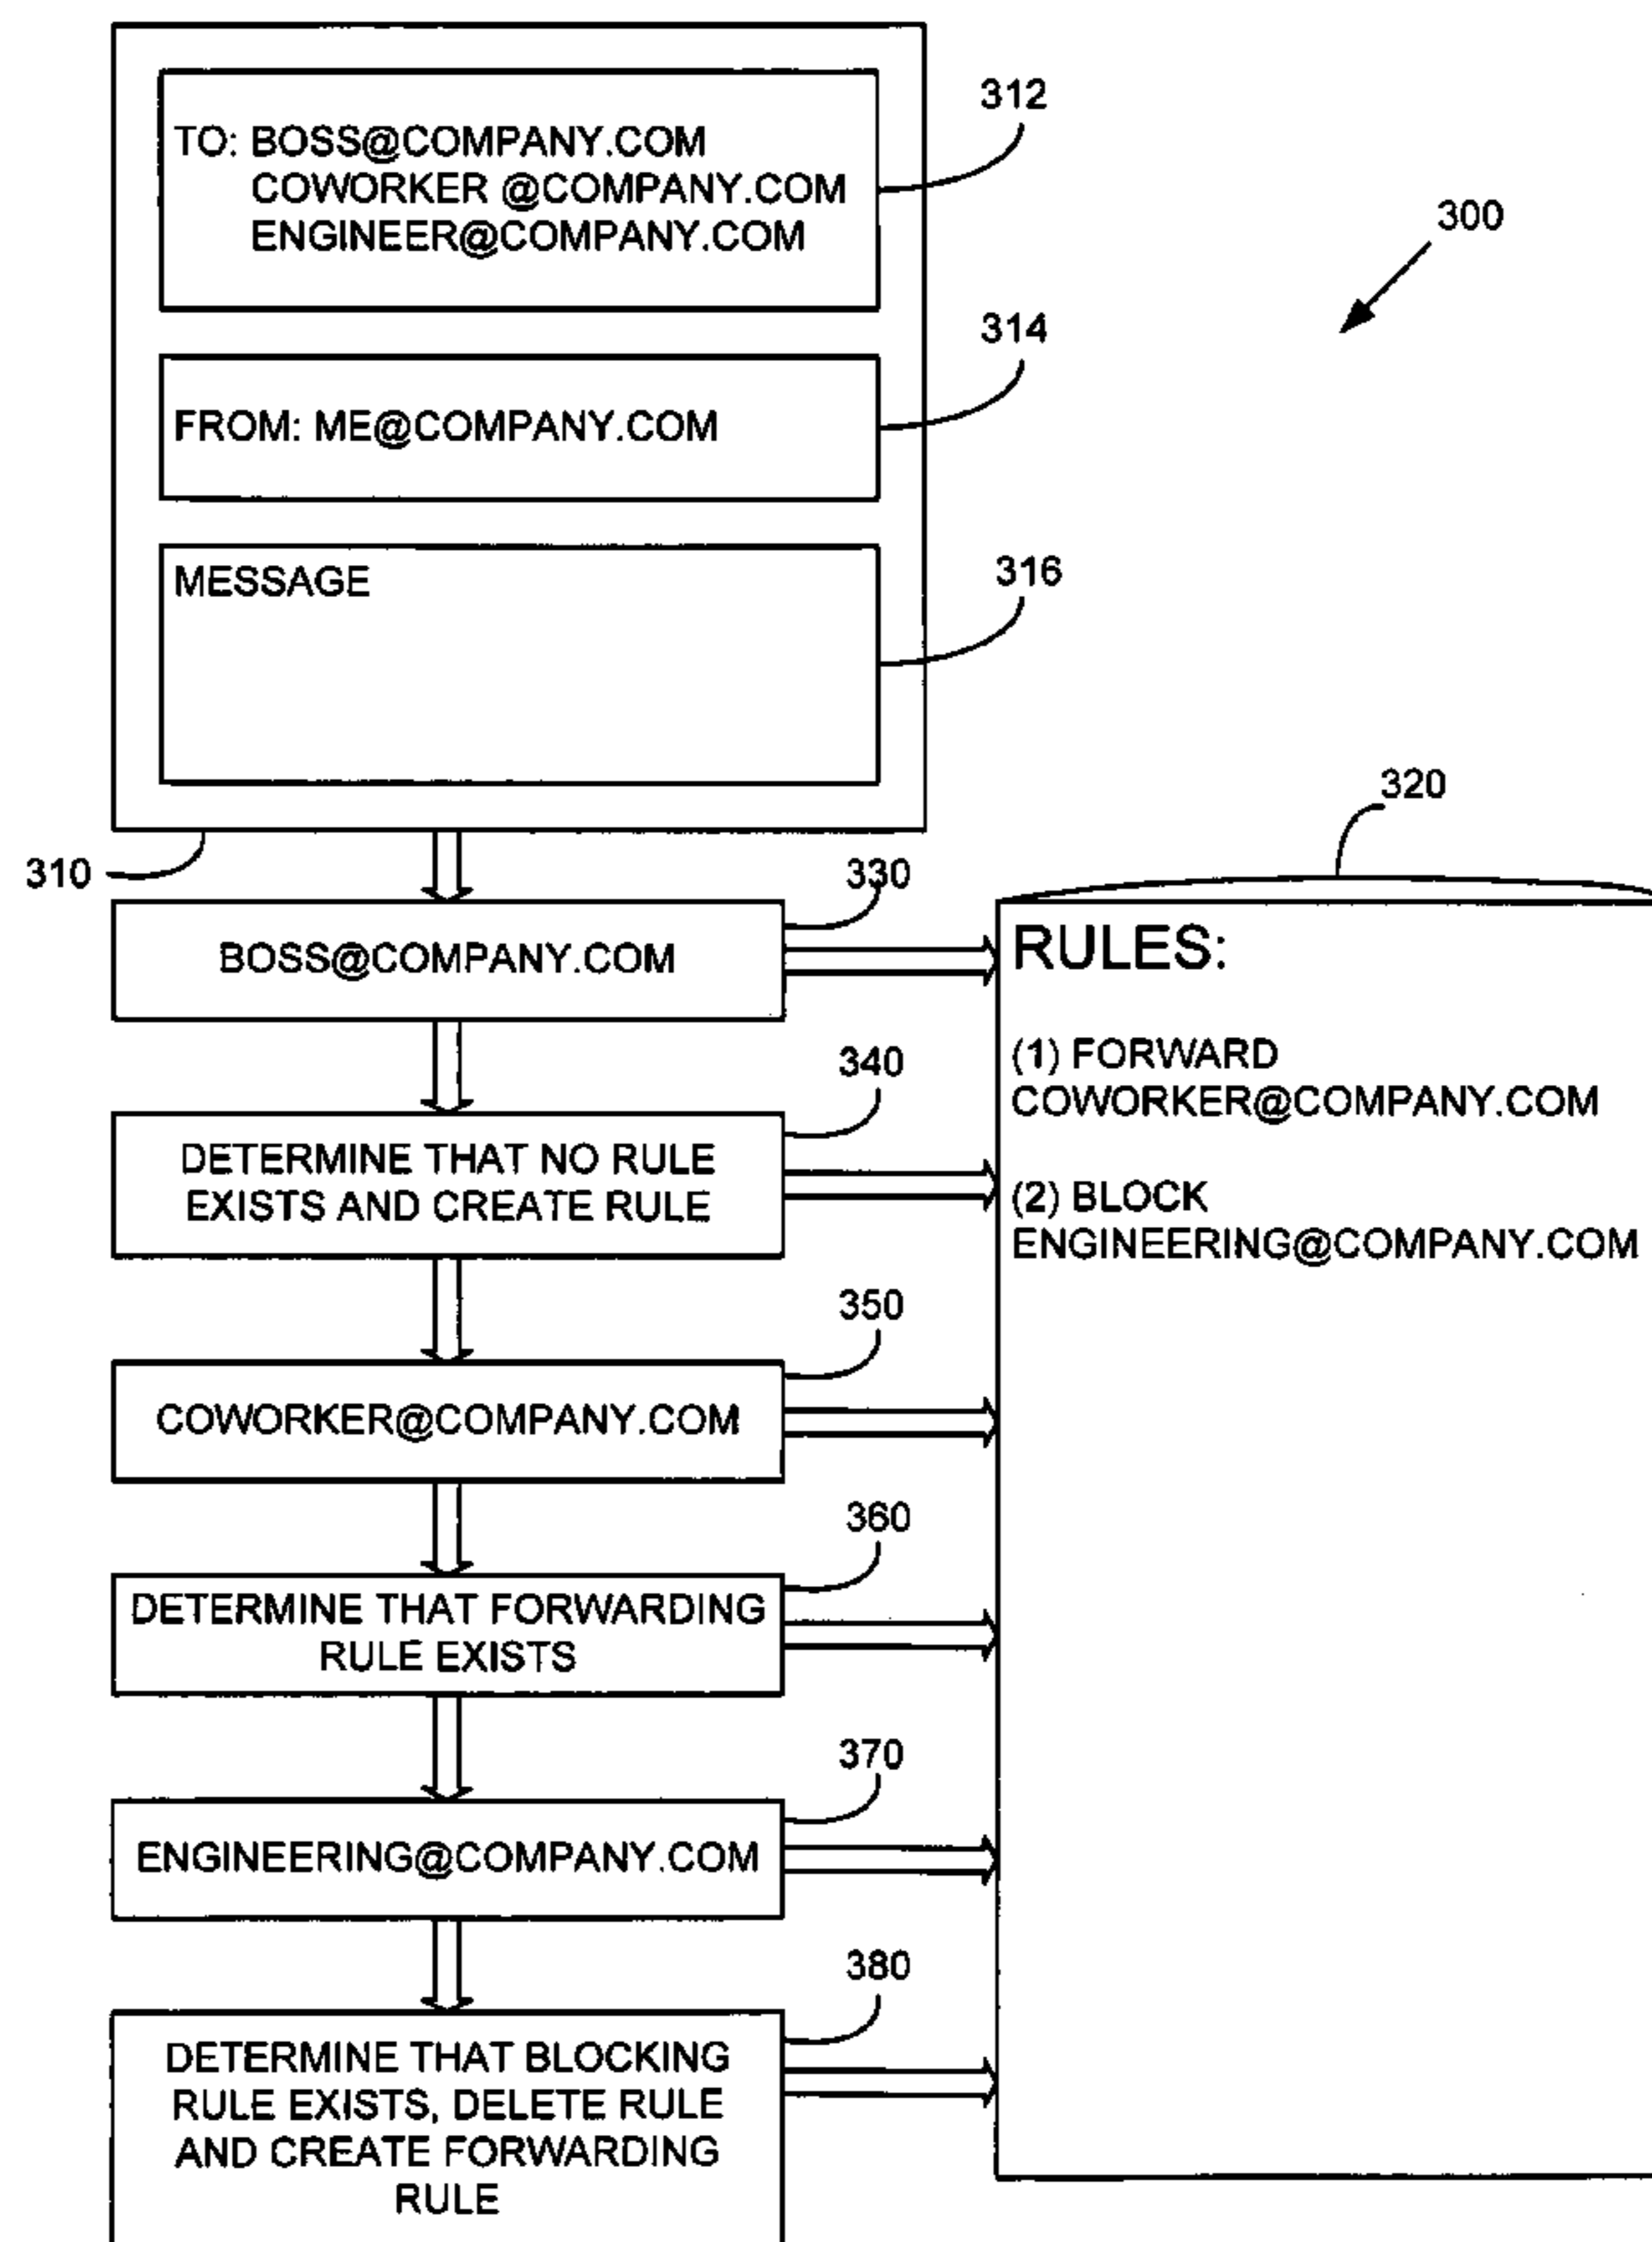 312
TO: BOSS@COMPANY.COM
COWORKER @COMPANY.COM
ENGINEER@COMPANY.COM
300
314
FROM: ME@COMPANY.COM
316
MESSAGE
320
310
330
BOSS@COMPANY.COM
RULES:
(1) FORWARD
COWORKER@COMPANY.COM
(2) BLOCK
ENGINEERING@COMPANY.COM
340
DETERMINE THAT NO RULE
EXISTS AND CREATE RULE
350
COWORKER@COMPANY.COM
360
DETERMINE THAT FORWARDING
RULE EXISTS
370
ENGINEERING@COMPANY.COM
380
DETERMINE THAT BLOCKING
RULE EXISTS, DELETE RULE
AND CREATE FORWARDING
RULE